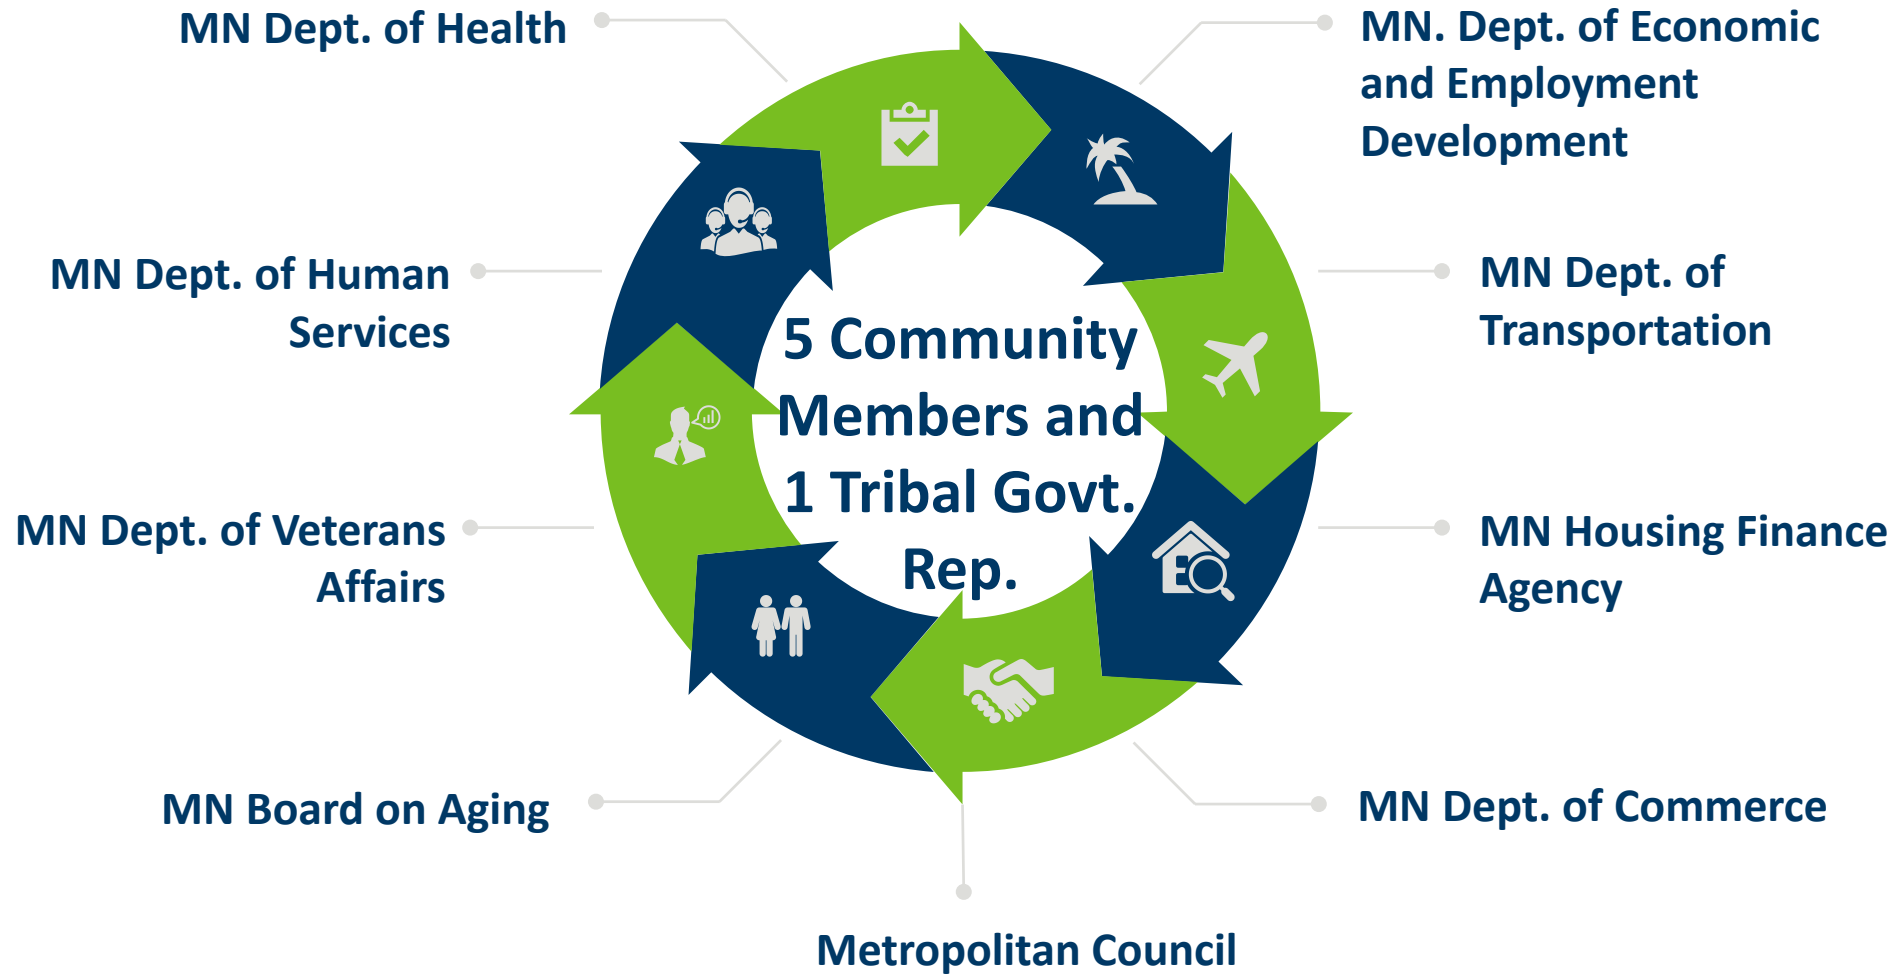 MN Dept. of Health
MN. Dept. of Economic
and Employment
Development
MN Dept. of Human
Services
MN Dept. of
Transportation
5 Community
Members and
1 Tribal Govt.
Rep.
MN Dept. of Veterans
Affairs
MN Housing Finance
Agency
MN Board on Aging
MN Dept. of Commerce
Metropolitan Council